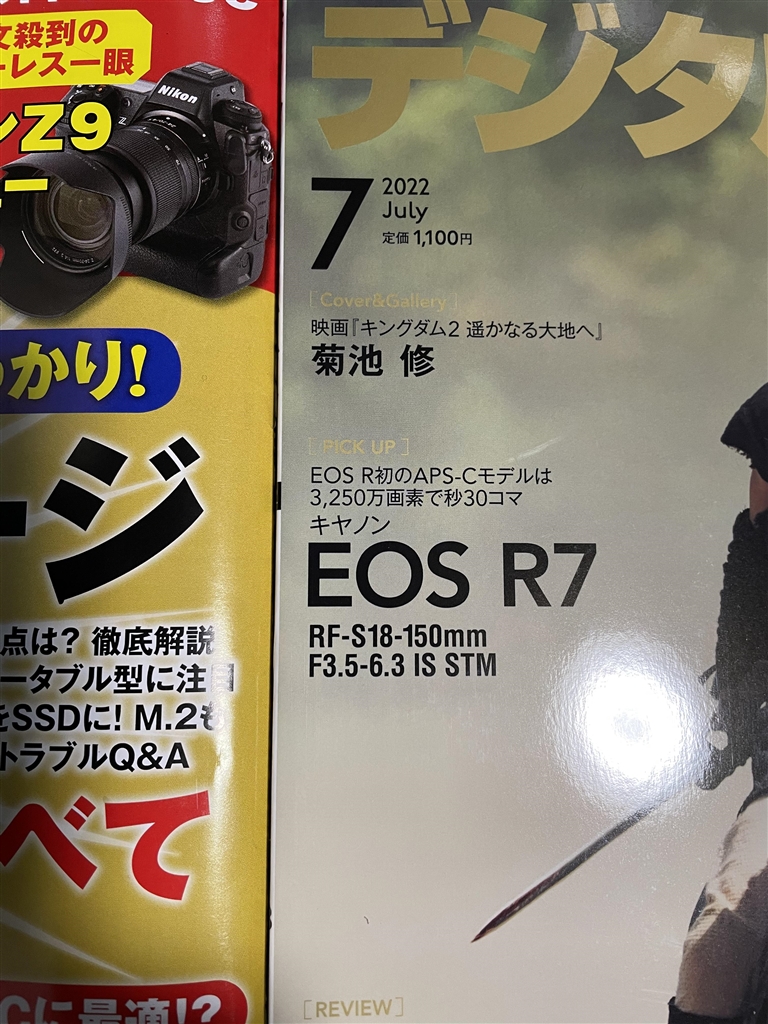 文殺到の
ーレス一眼
ンZ9
ュー
Nikon
Z
わかり!
ージ
点は? 徹底解説
ータブル型に注目
をSSDに! M.2も
トラブルQ&A
べて
Cに最適!?
デジタル
7
2022
July
定価 1,100円
[Cover&Gallery]
映画『キングダム2 遥かなる大地へ』
菊池 修
[PICK UP]
EOS R初のAPS-Cモデルは
3,250万画素で秒30コマ
キヤノン
EOS R7
RF-S18-150mm
F3.5-6.3 IS STM
[REVIEW]